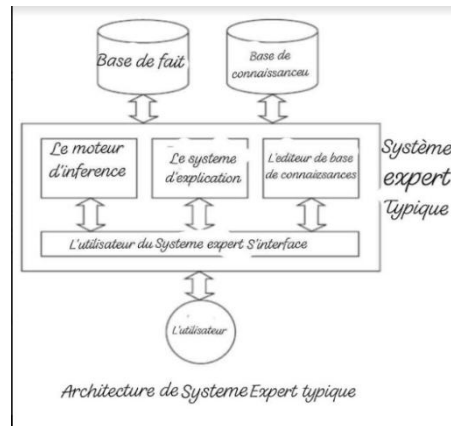 Base de fait
Base de
connaissanceu
Le moteur
d'inference
Le systeme
d'explication
L'editeur de base
de connaissances
Système
expert
Typique
L'utilisateur du Systeme expert S'interface
L'utilisateur
Architecture de Systeme Expert typique